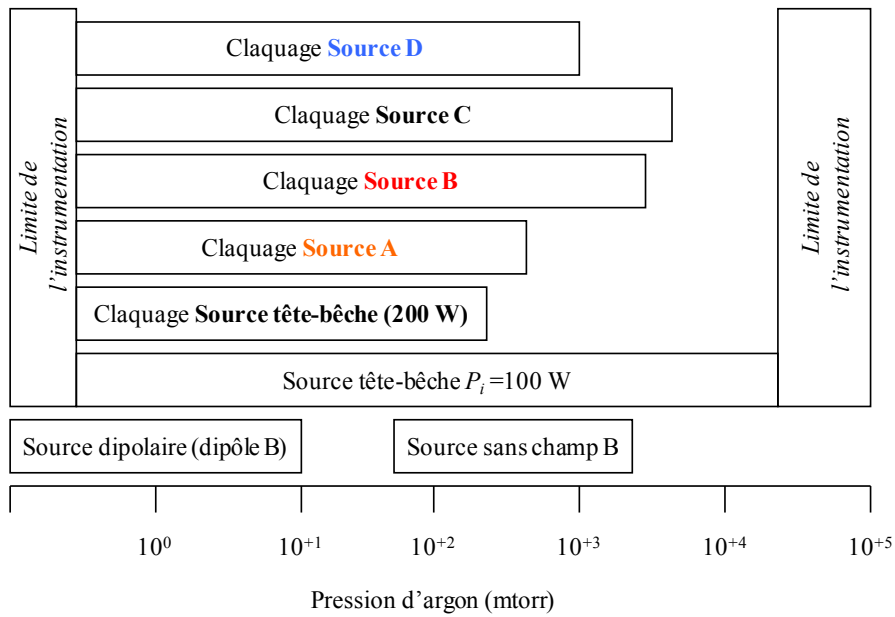 Limite de
l'instrumentation
Claquage Source D
Claquage Source C
Claquage Source B
Claquage Source A
Claquage Source tête-bêche (200 W)
Source tête-bêche Pᵢ =100 W
Limite de
l'instrumentation
Source dipolaire (dipôle B)
Source sans champ B
10⁰ 10⁺¹ 10⁺² 10⁺³ 10⁺⁴ 10⁺⁵
Pression d'argon (mtorr)